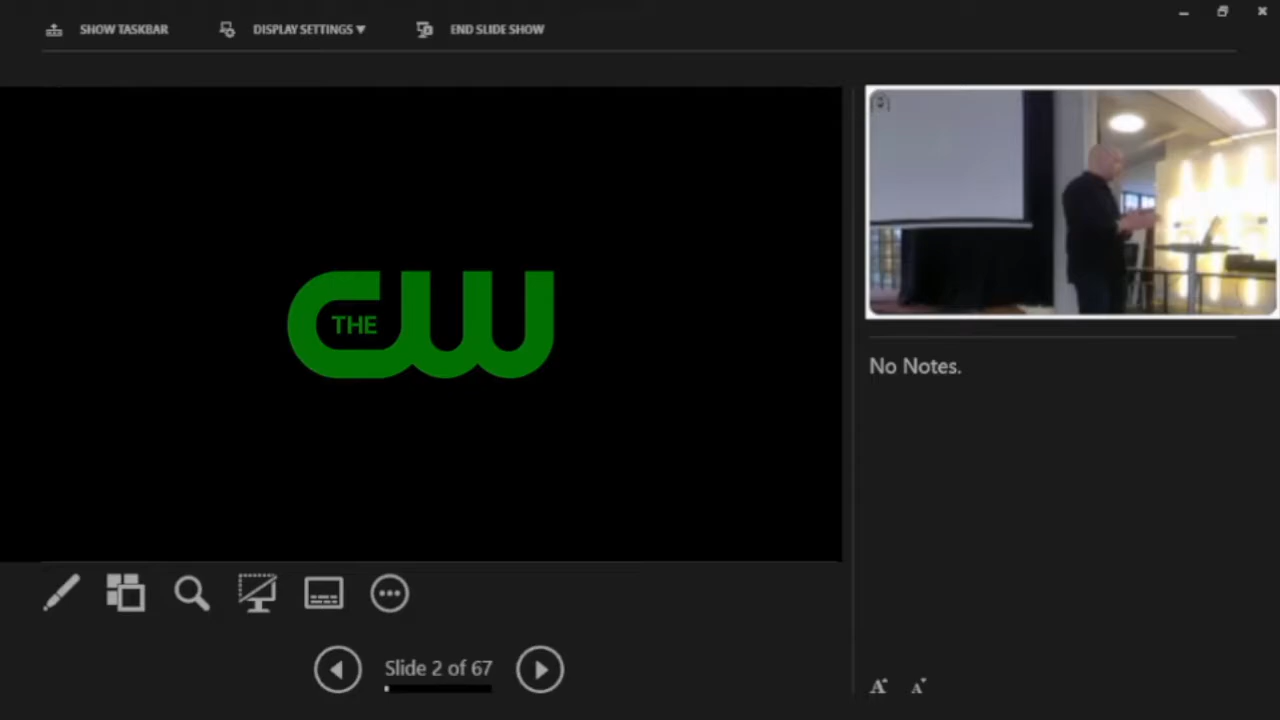 SHOW TASKBAR
DISPLAY SETTINGS
END SLIDE SHOW
THE CW
No Notes.
Slide 2 of 67
A A